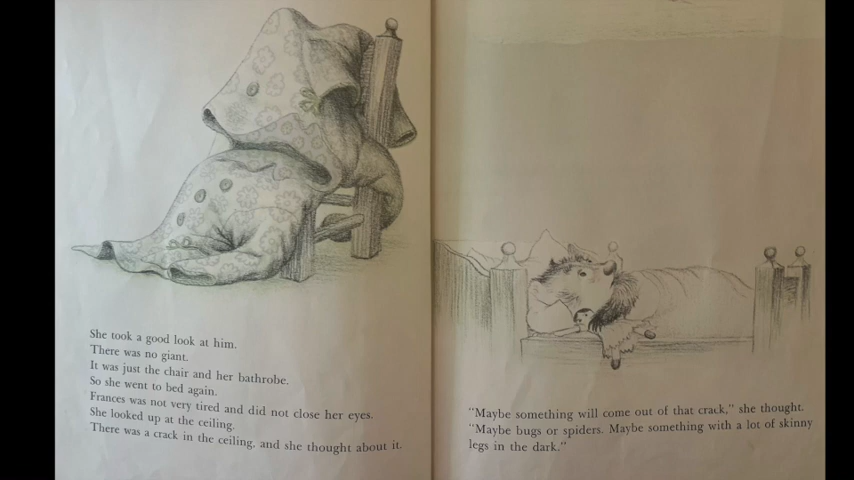 She took a good look at him.
There was no giant.
It was just the chair and her bathrobe.
So she went to bed again.
Frances was not very tired and did not close her eyes.
She looked up at the ceiling.
There was a crack in the ceiling, and she thought about it.
"Maybe something will come out of that crack," she thought.
"Maybe bugs or spiders. Maybe something with a lot of skinny
legs in the dark."